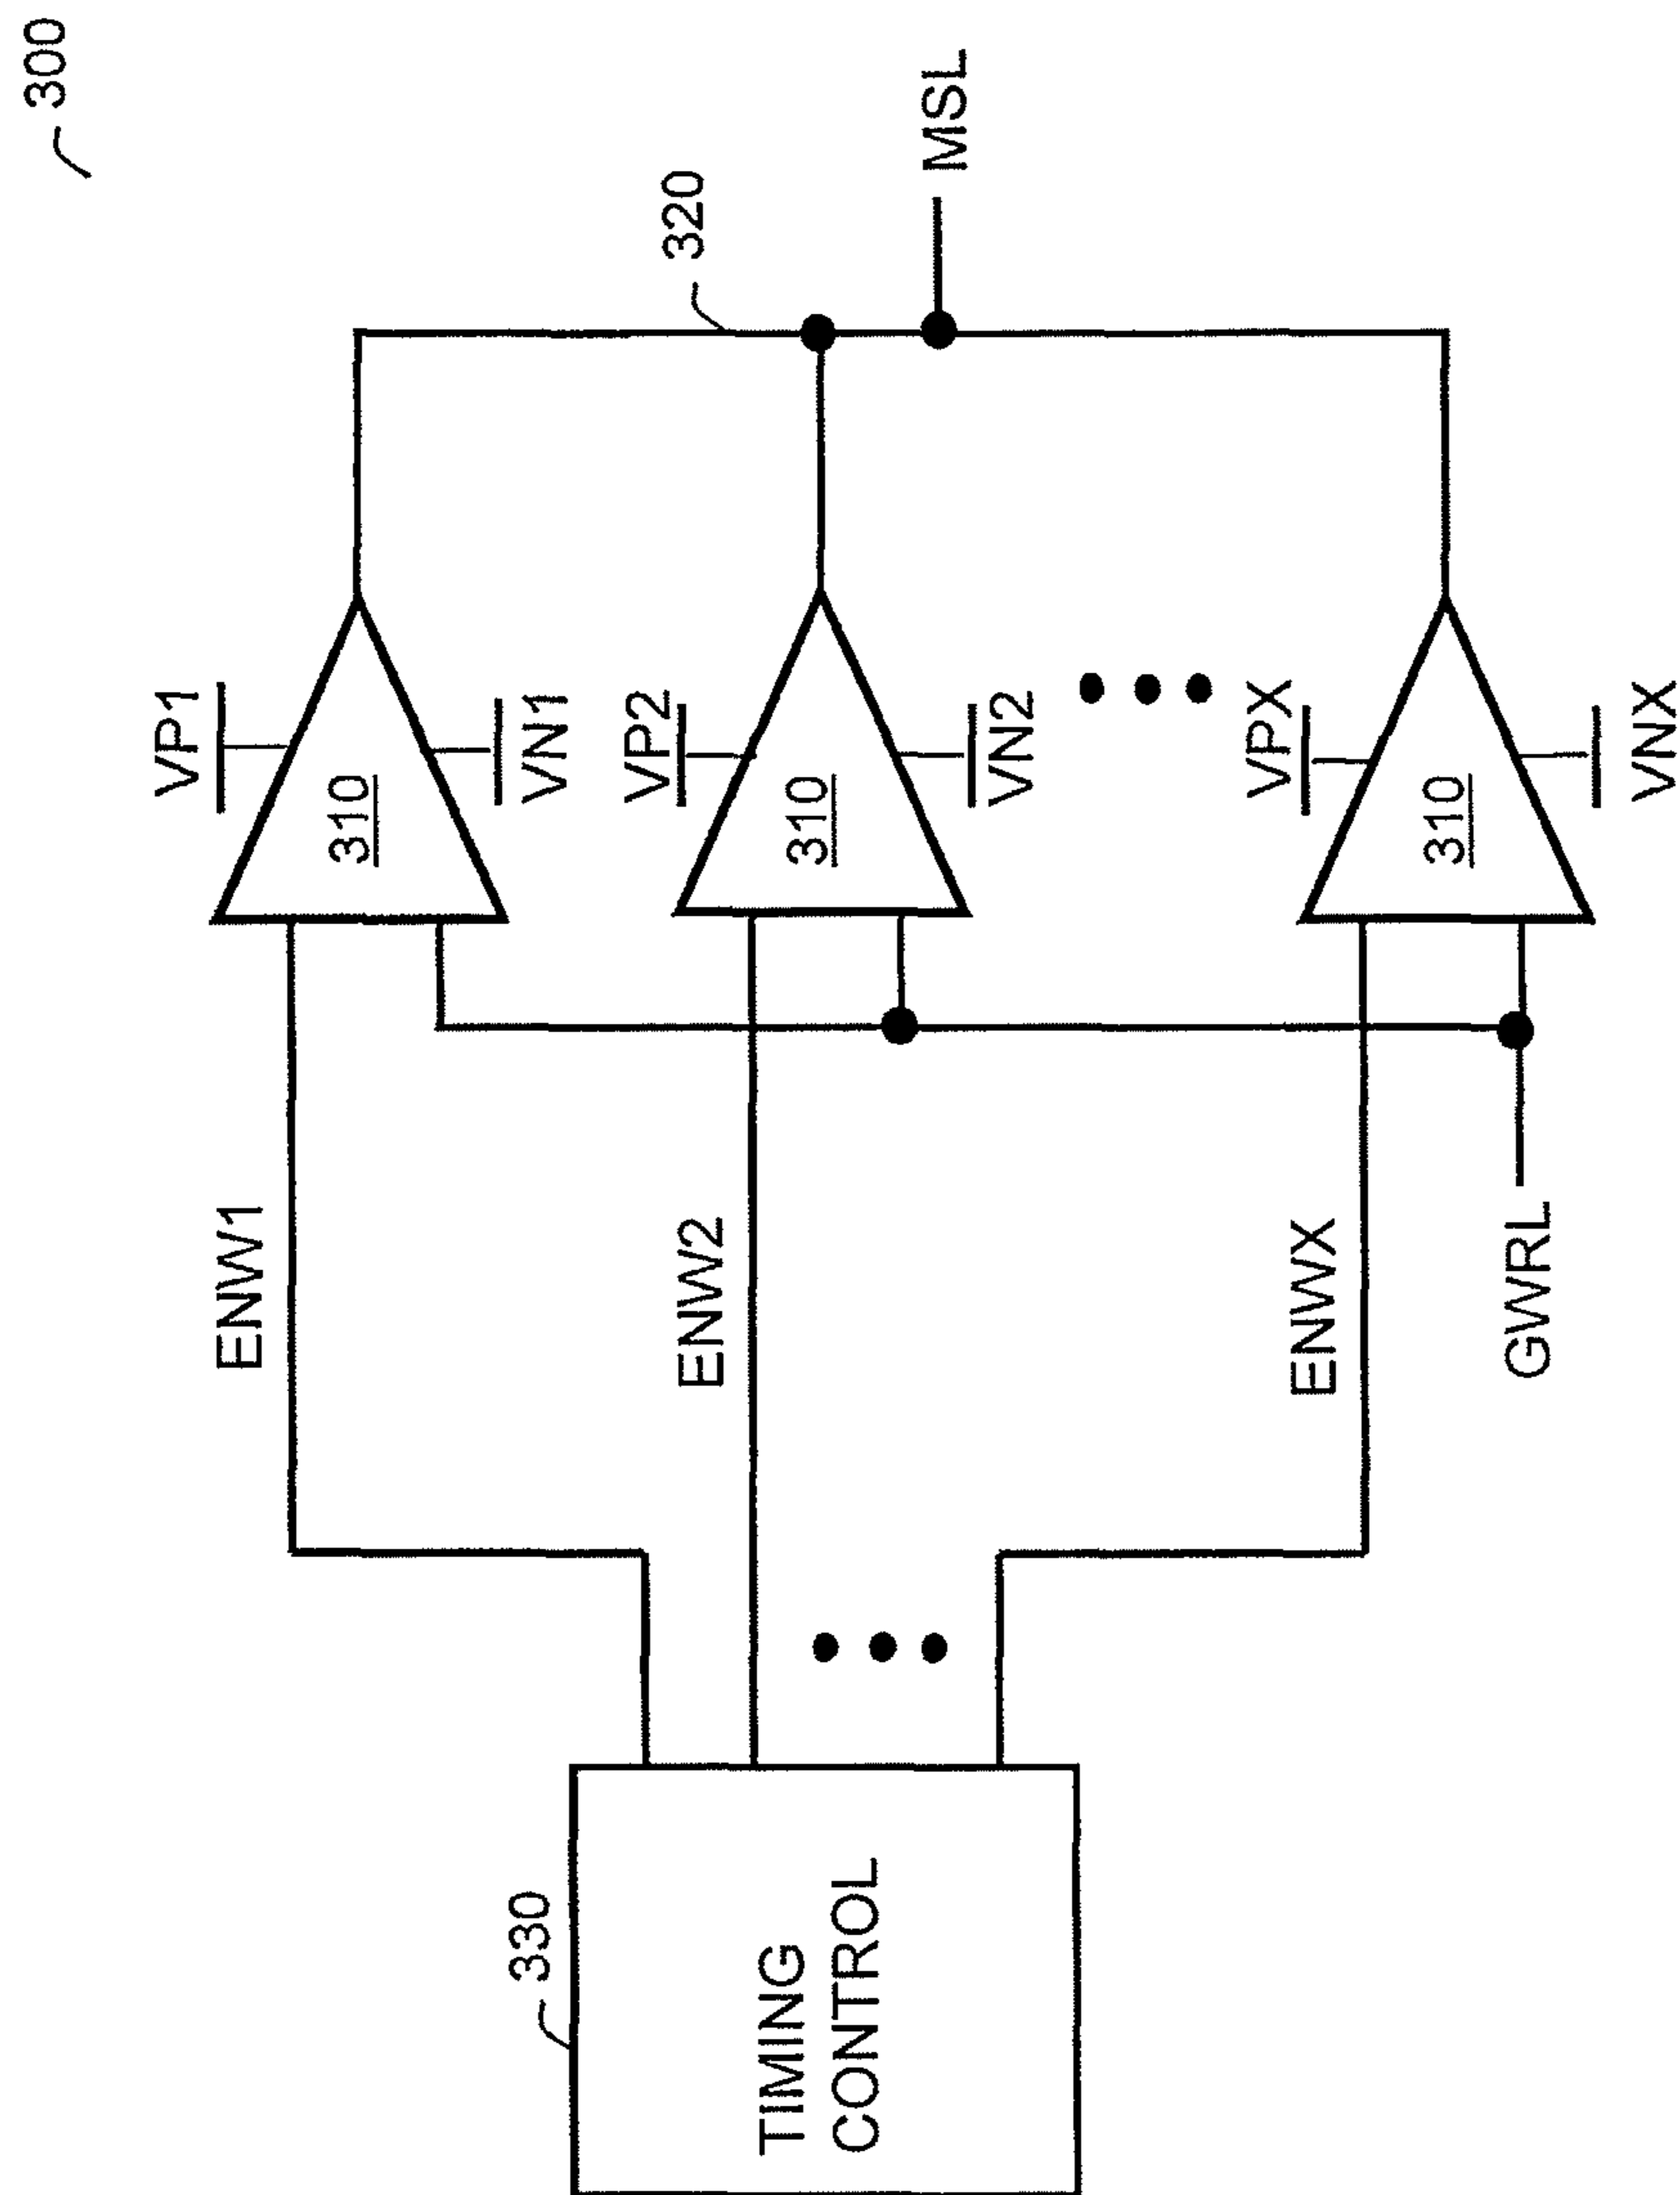 300
VP1
310
VN1
ENW1
320
MSL
VP2
310
VN2
ENW2
330
TIMING
CONTROL
VPX
310
VNX
ENWX
GWRL